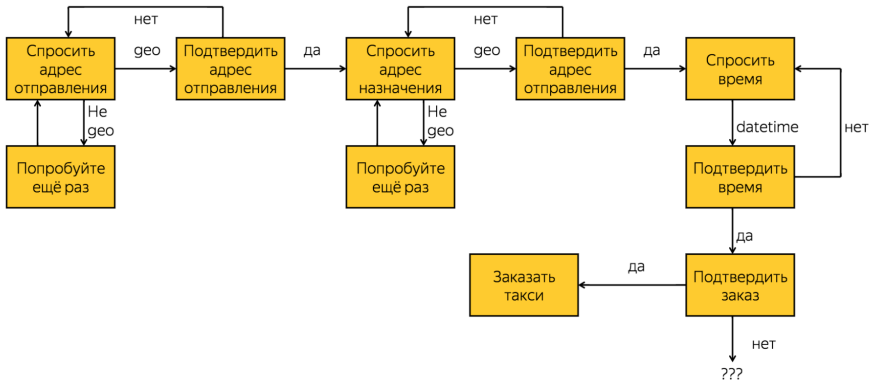 нет
нет
Спросить
адрес
отправления
geo
Подтвердить
адрес
отправления
да
Спросить
адрес
назначения
geo
Подтвердить
адрес
отправления
да
Спросить
время
Не
geo
Не
geo
datetime
нет
Попробуйте
ещё раз
Попробуйте
ещё раз
Подтвердить
время
да
Заказать
такси
да
Подтвердить
заказ
нет
???